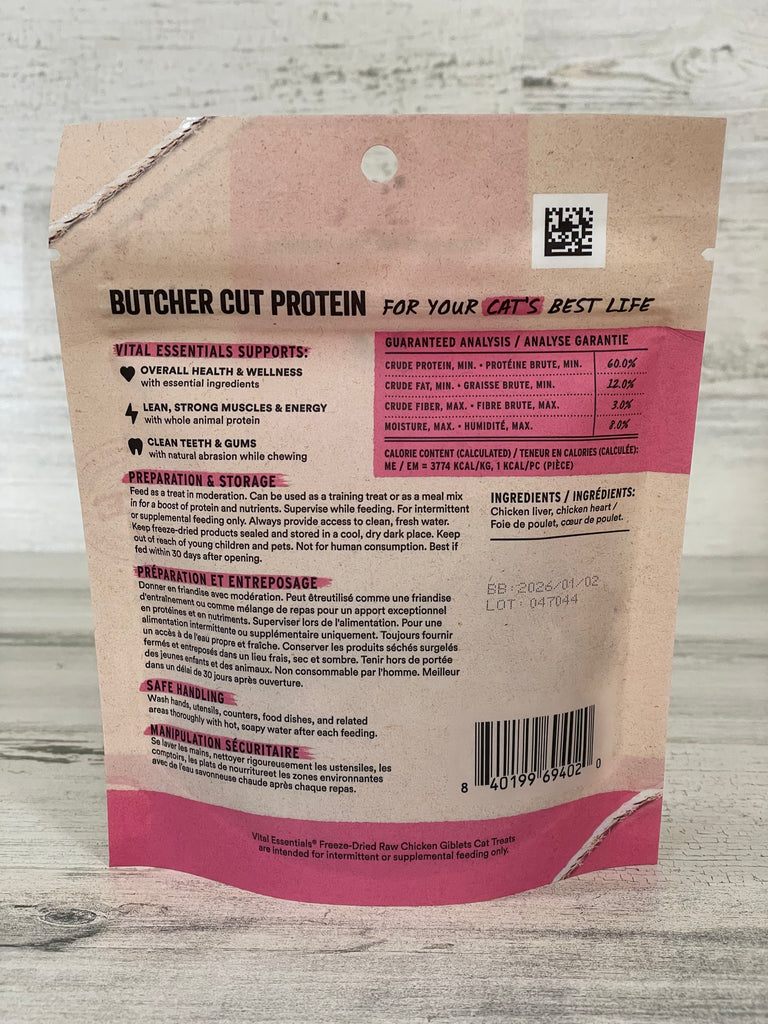 BUTCHER CUT PROTEIN FOR YOUR CAT'S BEST LIFE
VITAL ESSENTIALS SUPPORTS:
OVERALL HEALTH & WELLNESS
with essential ingredients
LEAN, STRONG MUSCLES & ENERGY
with whole animal protein
CLEAN TEETH & GUMS
with natural abrasion while chewing
GUARANTEED ANALYSIS / ANALYSE GARANTIE
CRUDE PROTEIN, MIN. • PROTÉINE BRUTE, MIN. 60.0%
CRUDE FAT, MIN. • GRAISSE BRUTE, MIN. 12.0%
CRUDE FIBER, MAX. • FIBRE BRUTE, MAX. 3.0%
MOISTURE, MAX. • HUMIDITÉ, MAX. 8.0%
CALORIE CONTENT (CALCULATED) / TENEUR EN CALORIES (CALCULÉE):
ME / EM = 3774 KCAL/KG, 1 KCAL/PC (PIÈCE)
PREPARATION & STORAGE
Feed as a treat in moderation. Can be used as a training treat or as a meal mix
in for a boost of protein and nutrients. Supervise while feeding. For intermittent
or supplemental feeding only. Always provide access to clean, fresh water.
Keep freeze-dried products sealed and stored in a cool, dry dark place. Keep
out of reach of young children and pets. Not for human consumption. Best if
fed within 30 days after opening.
INGREDIENTS / INGRÉDIENTS:
Chicken liver, chicken heart /
Foie de poulet, cœur de poulet.
BB: 2026/01/02
LOT: 047044
PRÉPARATION ET ENTREPOSAGE
Donner en friandise avec modération. Peut êtreutilisé comme une friandise
d'entraînement ou comme mélange de repas pour un apport exceptionnel
en protéines et en nutriments. Superviser lors de l'alimentation. Pour une
alimentation intermittente ou supplémentaire uniquement. Toujours fournir
un accès à de l'eau propre et fraîche. Conserver les produits séchés surgelés
fermés et entreposés dans un lieu frais, sec et sombre. Tenir hors de portée
des jeunes enfants et des animaux. Non consommable par l'homme. Meilleur
dans un délai de 30 jours après ouverture.
SAFE HANDLING
Wash hands, utensils, counters, food dishes, and related
areas thoroughly with hot, soapy water after each feeding.
MANIPULATION SÉCURITAIRE
Se laver les mains, nettoyer rigoureusement les ustensiles, les
comptoirs, les plats de nourritureet les zones environnantes
avec de l'eau savonneuse chaude après chaque repas.
8 40199 69402 0
Vital Essentials® Freeze-Dried Raw Chicken Giblets Cat Treats
are intended for intermittent or supplemental feeding only.